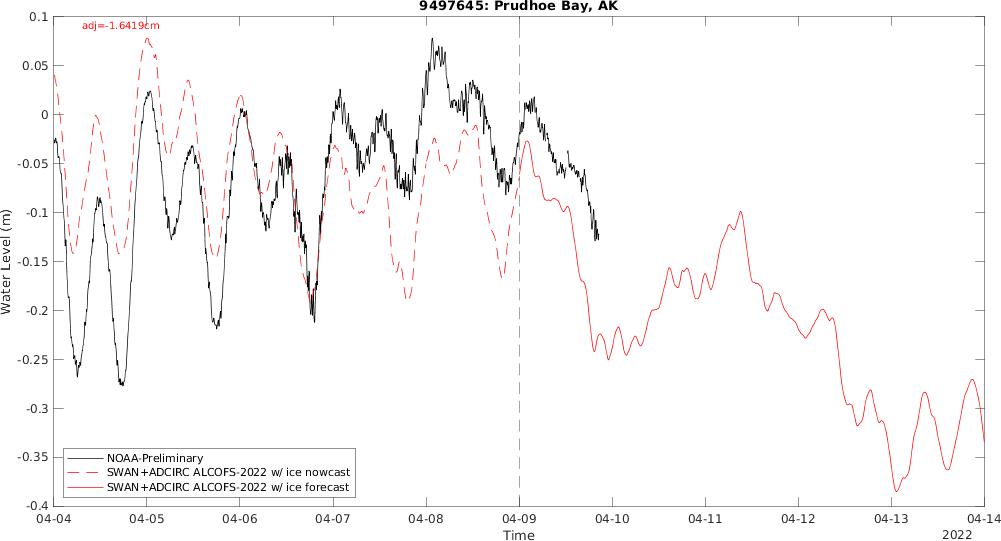 9497645: Prudhoe Bay, AK
adj=-1.6419cm
0.1
0.05
0
-0.05
-0.1
-0.15
-0.2
-0.25
-0.3
-0.35
-0.4
Water Level (m)
NOAA-Preliminary
SWAN+ADCIRC ALCOFS-2022 w/ ice nowcast
SWAN+ADCIRC ALCOFS-2022 w/ ice forecast
04-04 04-05 04-06 04-07 04-08 04-09 04-10 04-11 04-12 04-13 04-14
Time
2022